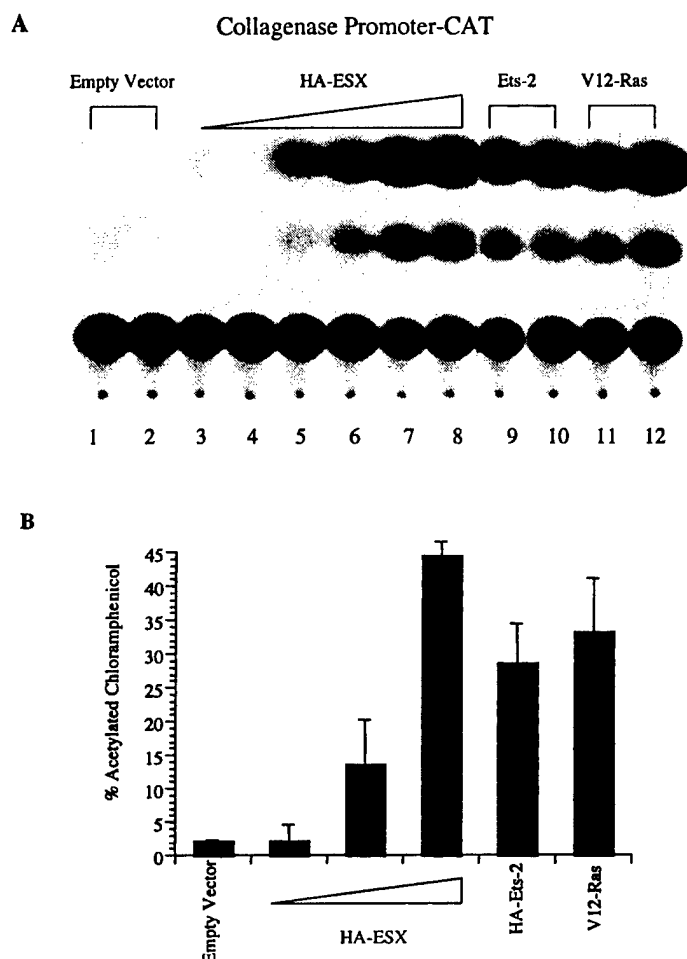 A
Collagenase Promoter-CAT
Empty Vector HA-ESX Ets-2 V12-Ras
1 2 3 4 5 6 7 8 9 10 11 12
B
% Acetylated Chloramphenicol
45
40
35
30
25
20
15
10
5
0
Empty Vector
HA-ESX
HA-Ets-2
V12-Ras